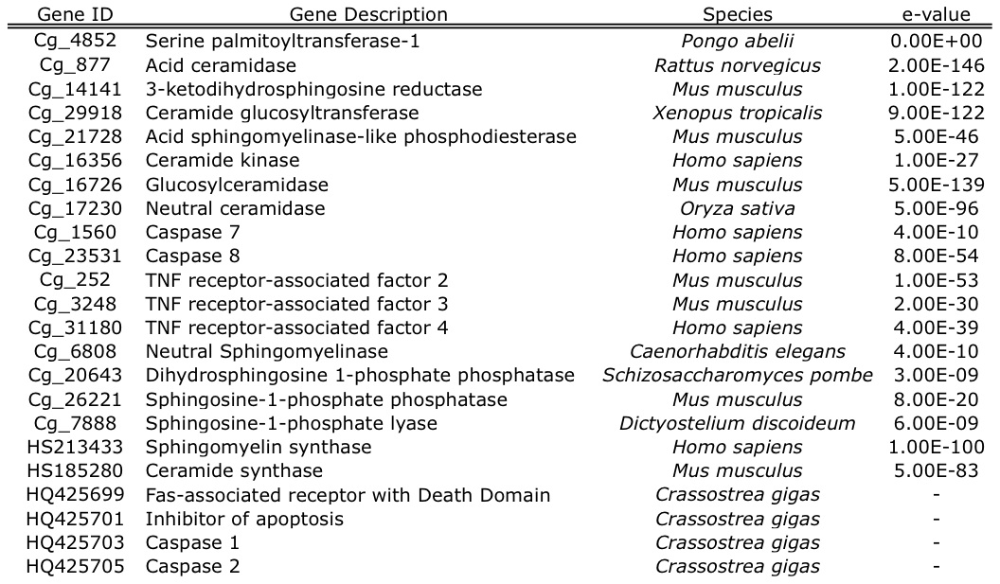 Gene ID Gene Description Species e-value
Cg_4852 Serine palmitoyltransferase-1 Pongo abelii 0.00E+00
Cg_877 Acid ceramidase Rattus norvegicus 2.00E-146
Cg_14141 3-ketodihydrosphingosine reductase Mus musculus 1.00E-122
Cg_29918 Ceramide glucosyltransferase Xenopus tropicalis 9.00E-122
Cg_21728 Acid sphingomyelinase-like phosphodiesterase Mus musculus 5.00E-46
Cg_16356 Ceramide kinase Homo sapiens 1.00E-27
Cg_16726 Glucosylceramidase Mus musculus 5.00E-139
Cg_17230 Neutral ceramidase Oryza sativa 5.00E-96
Cg_1560 Caspase 7 Homo sapiens 4.00E-10
Cg_23531 Caspase 8 Homo sapiens 8.00E-54
Cg_252 TNF receptor-associated factor 2 Mus musculus 1.00E-53
Cg_3248 TNF receptor-associated factor 3 Mus musculus 2.00E-30
Cg_31180 TNF receptor-associated factor 4 Homo sapiens 4.00E-39
Cg_6808 Neutral Sphingomyelinase Caenorhabditis elegans 4.00E-10
Cg_20643 Dihydrosphingosine 1-phosphate phosphatase Schizosaccharomyces pombe 3.00E-09
Cg_26221 Sphingosine-1-phosphate phosphatase Mus musculus 8.00E-20
Cg_7888 Sphingosine-1-phosphate lyase Dictyostelium discoideum 6.00E-09
HS213433 Sphingomyelin synthase Homo sapiens 1.00E-100
HS185280 Ceramide synthase Mus musculus 5.00E-83
HQ425699 Fas-associated receptor with Death Domain Crassostrea gigas -
HQ425701 Inhibitor of apoptosis Crassostrea gigas -
HQ425703 Caspase 1 Crassostrea gigas -
HQ425705 Caspase 2 Crassostrea gigas -